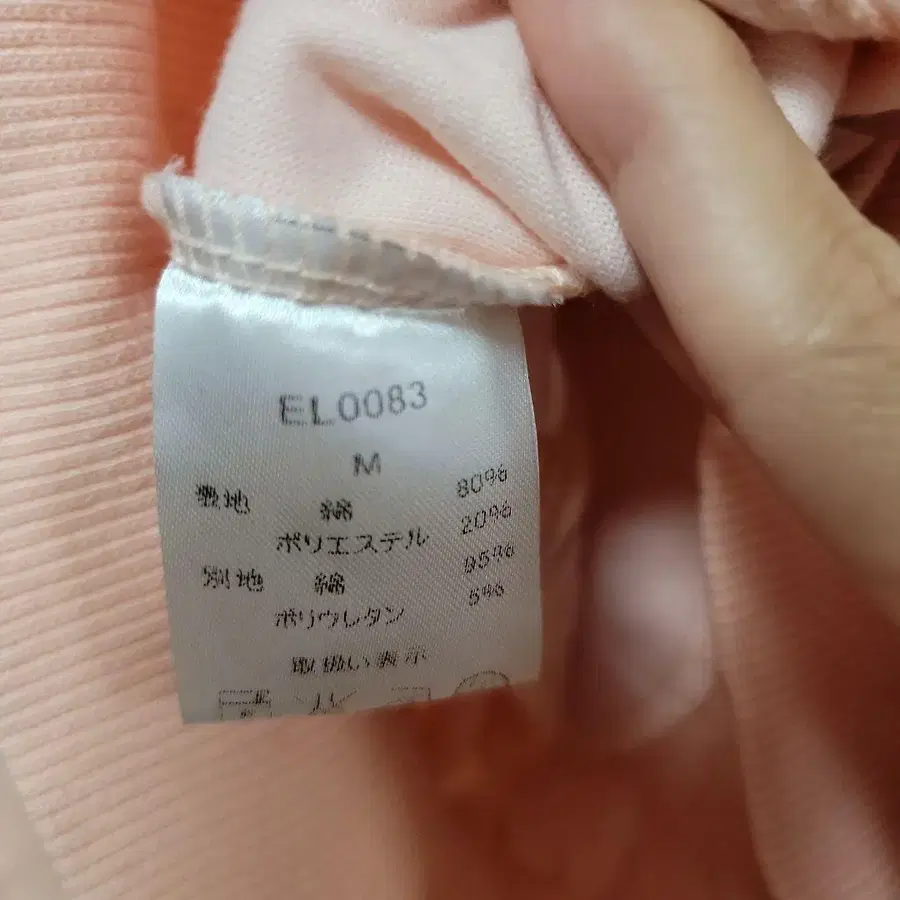 EL0083
M
表地 綿 80%
ポリエステル 20%
別地 綿 95%
ポリウレタン 5%
取扱い表示